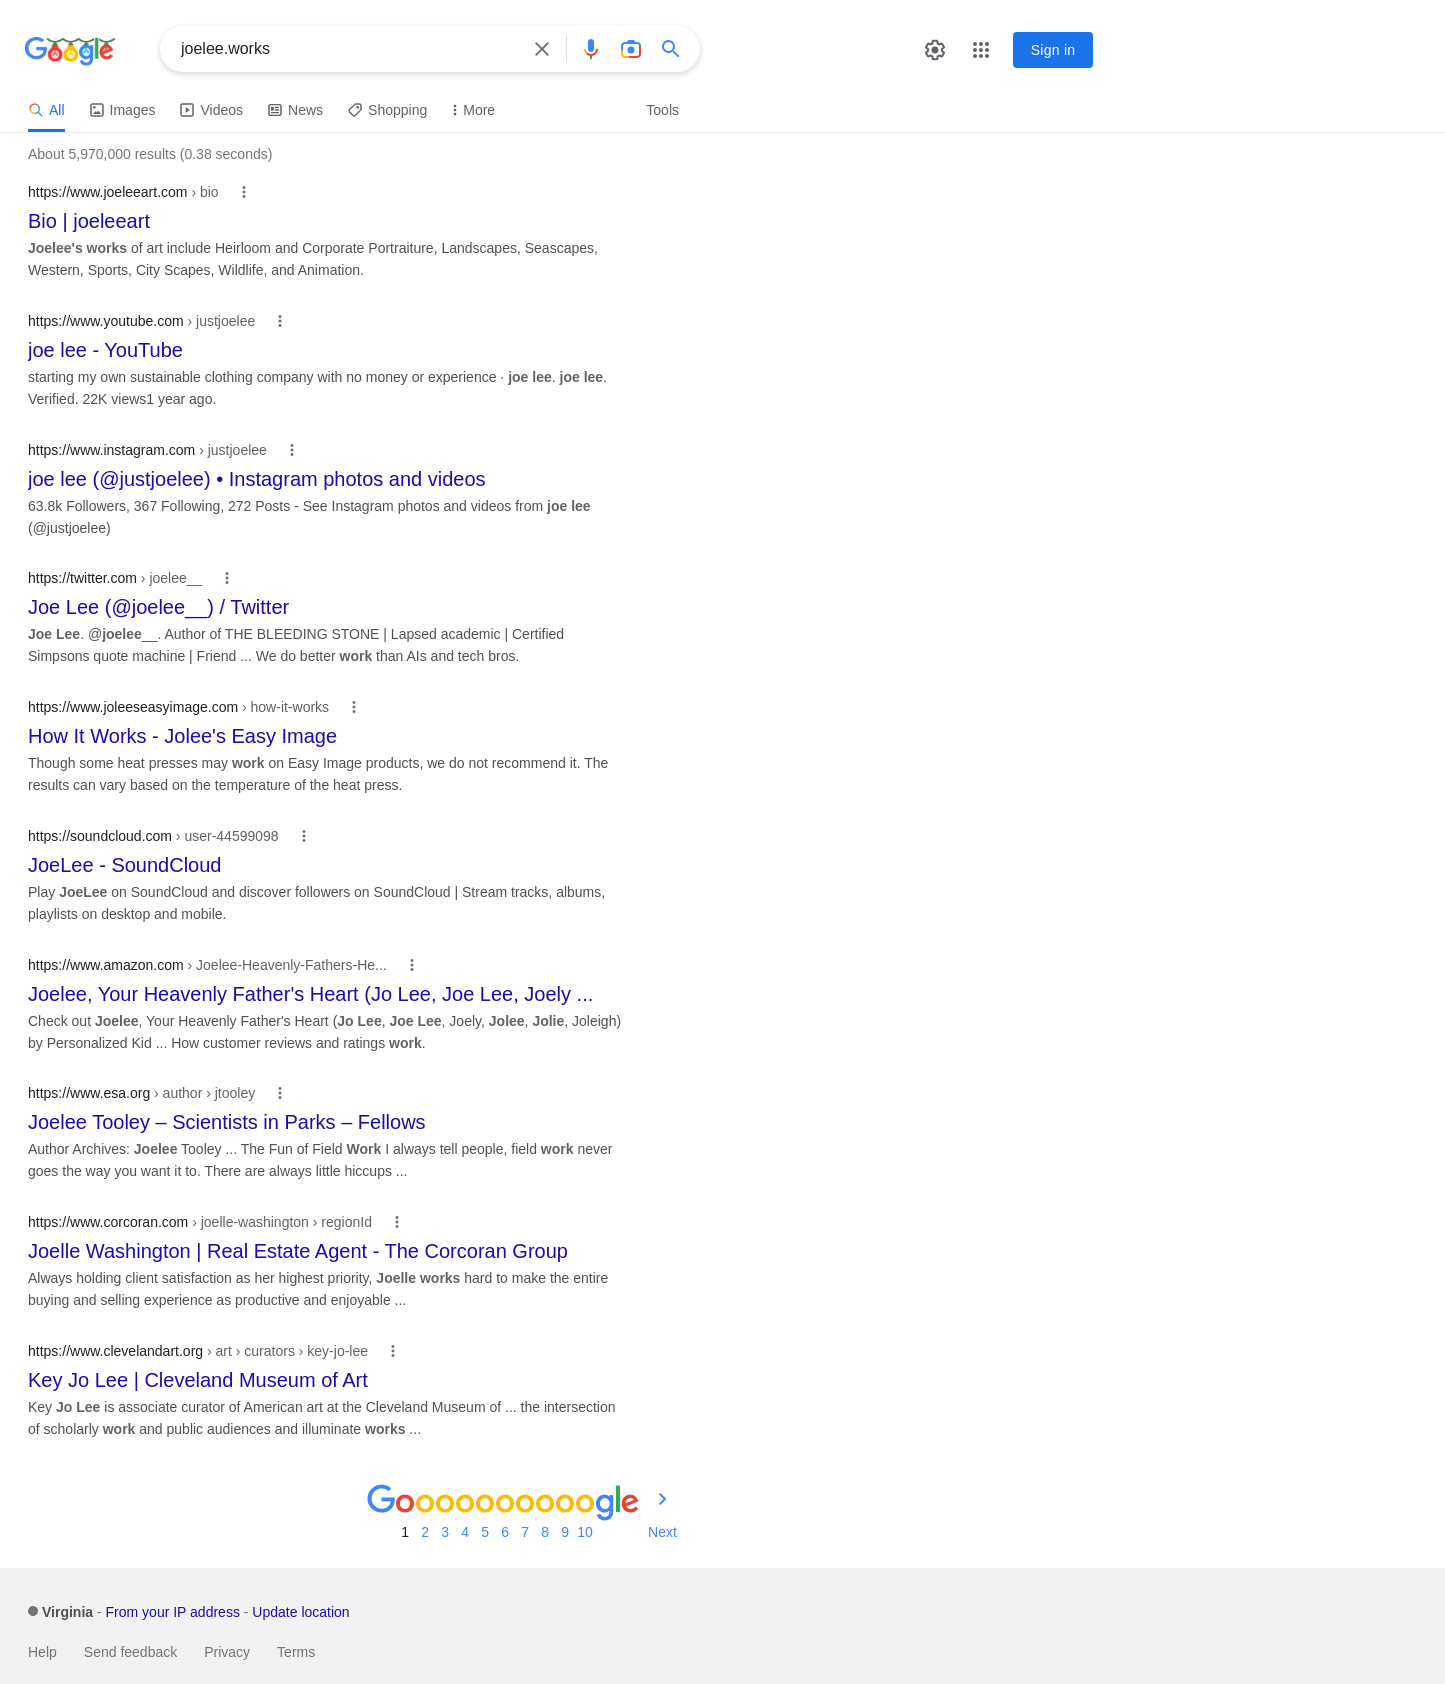 Google
joelee.works
Sign in
All Images Videos News Shopping More Tools
About 5,970,000 results (0.38 seconds)
https://www.joeleeart.com › bio
Bio | joeleeart
Joelee's works of art include Heirloom and Corporate Portraiture, Landscapes, Seascapes,
Western, Sports, City Scapes, Wildlife, and Animation.
https://www.youtube.com › justjoelee
joe lee - YouTube
starting my own sustainable clothing company with no money or experience · joe lee. joe lee.
Verified. 22K views1 year ago.
https://www.instagram.com › justjoelee
joe lee (@justjoelee) • Instagram photos and videos
63.8k Followers, 367 Following, 272 Posts - See Instagram photos and videos from joe lee
(@justjoelee)
https://twitter.com › joelee__
Joe Lee (@joelee__) / Twitter
Joe Lee. @joelee__. Author of THE BLEEDING STONE | Lapsed academic | Certified
Simpsons quote machine | Friend ... We do better work than AIs and tech bros.
https://www.joleeseasyimage.com › how-it-works
How It Works - Jolee's Easy Image
Though some heat presses may work on Easy Image products, we do not recommend it. The
results can vary based on the temperature of the heat press.
https://soundcloud.com › user-44599098
JoeLee - SoundCloud
Play JoeLee on SoundCloud and discover followers on SoundCloud | Stream tracks, albums,
playlists on desktop and mobile.
https://www.amazon.com › Joelee-Heavenly-Fathers-He...
Joelee, Your Heavenly Father's Heart (Jo Lee, Joe Lee, Joely ...
Check out Joelee, Your Heavenly Father's Heart (Jo Lee, Joe Lee, Joely, Jolee, Jolie, Joleigh)
by Personalized Kid ... How customer reviews and ratings work.
https://www.esa.org › author › jtooley
Joelee Tooley – Scientists in Parks – Fellows
Author Archives: Joelee Tooley ... The Fun of Field Work I always tell people, field work never
goes the way you want it to. There are always little hiccups ...
https://www.corcoran.com › joelle-washington › regionId
Joelle Washington | Real Estate Agent - The Corcoran Group
Always holding client satisfaction as her highest priority, Joelle works hard to make the entire
buying and selling experience as productive and enjoyable ...
https://www.clevelandart.org › art › curators › key-jo-lee
Key Jo Lee | Cleveland Museum of Art
Key Jo Lee is associate curator of American art at the Cleveland Museum of ... the intersection
of scholarly work and public audiences and illuminate works ...
Goooooooooogle
1 2 3 4 5 6 7 8 9 10 Next
Virginia - From your IP address - Update location
Help Send feedback Privacy Terms